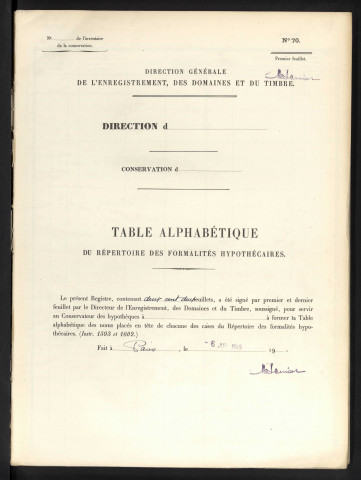 N° de l'inventaire
de la conservation.
N° 70.
Premier feuillet.
DIRECTION GÉNÉRALE
DE L'ENREGISTREMENT, DES DOMAINES ET DU TIMBRE.
DIRECTION d
CONSERVATION d
TABLE ALPHABÉTIQUE
DU RÉPERTOIRE DES FORMALITÉS HYPOTHÉCAIRES.
Le présent Registre, contenant deux cent feuillets, a été signé par premier et dernier
feuillet par le Directeur de l'Enregistrement, des Domaines et du Timbre, soussigné, pour servir
au Conservateur des hypothèques à à former la Table
alphabétique des noms placés en tête de chacune des cases du Répertoire des formalités hypo-
thécaires. (Instr. 1593 et 1692.)
Fait à Paris, le 19